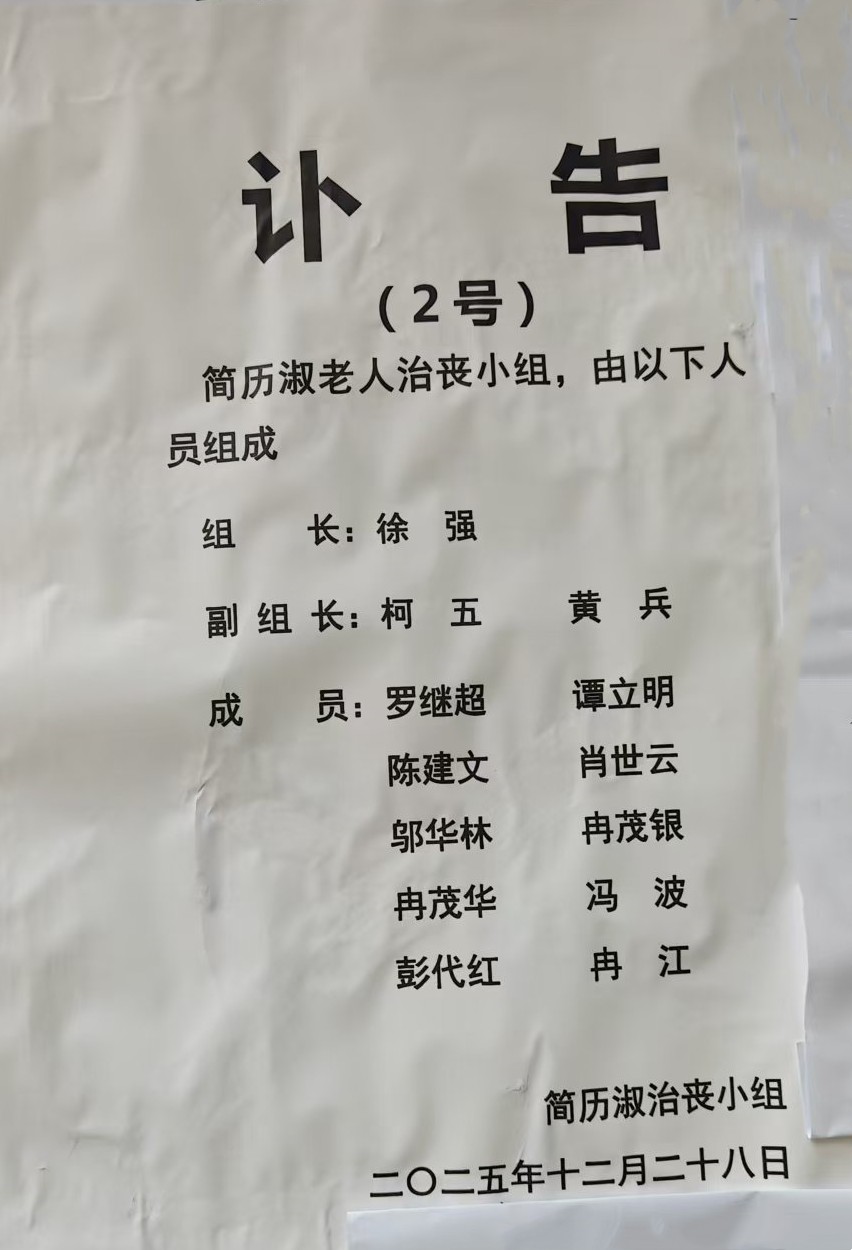 讣 告
（2号）
简历淑老人治丧小组，由以下人
员组成
组 长：徐 强
副 组 长：柯 五 黄 兵
成 员：罗继超 谭立明
陈建文 肖世云
邬华林 冉茂银
冉茂华 冯 波
彭代红 冉 江
简历淑治丧小组
二〇二五年十二月二十八日